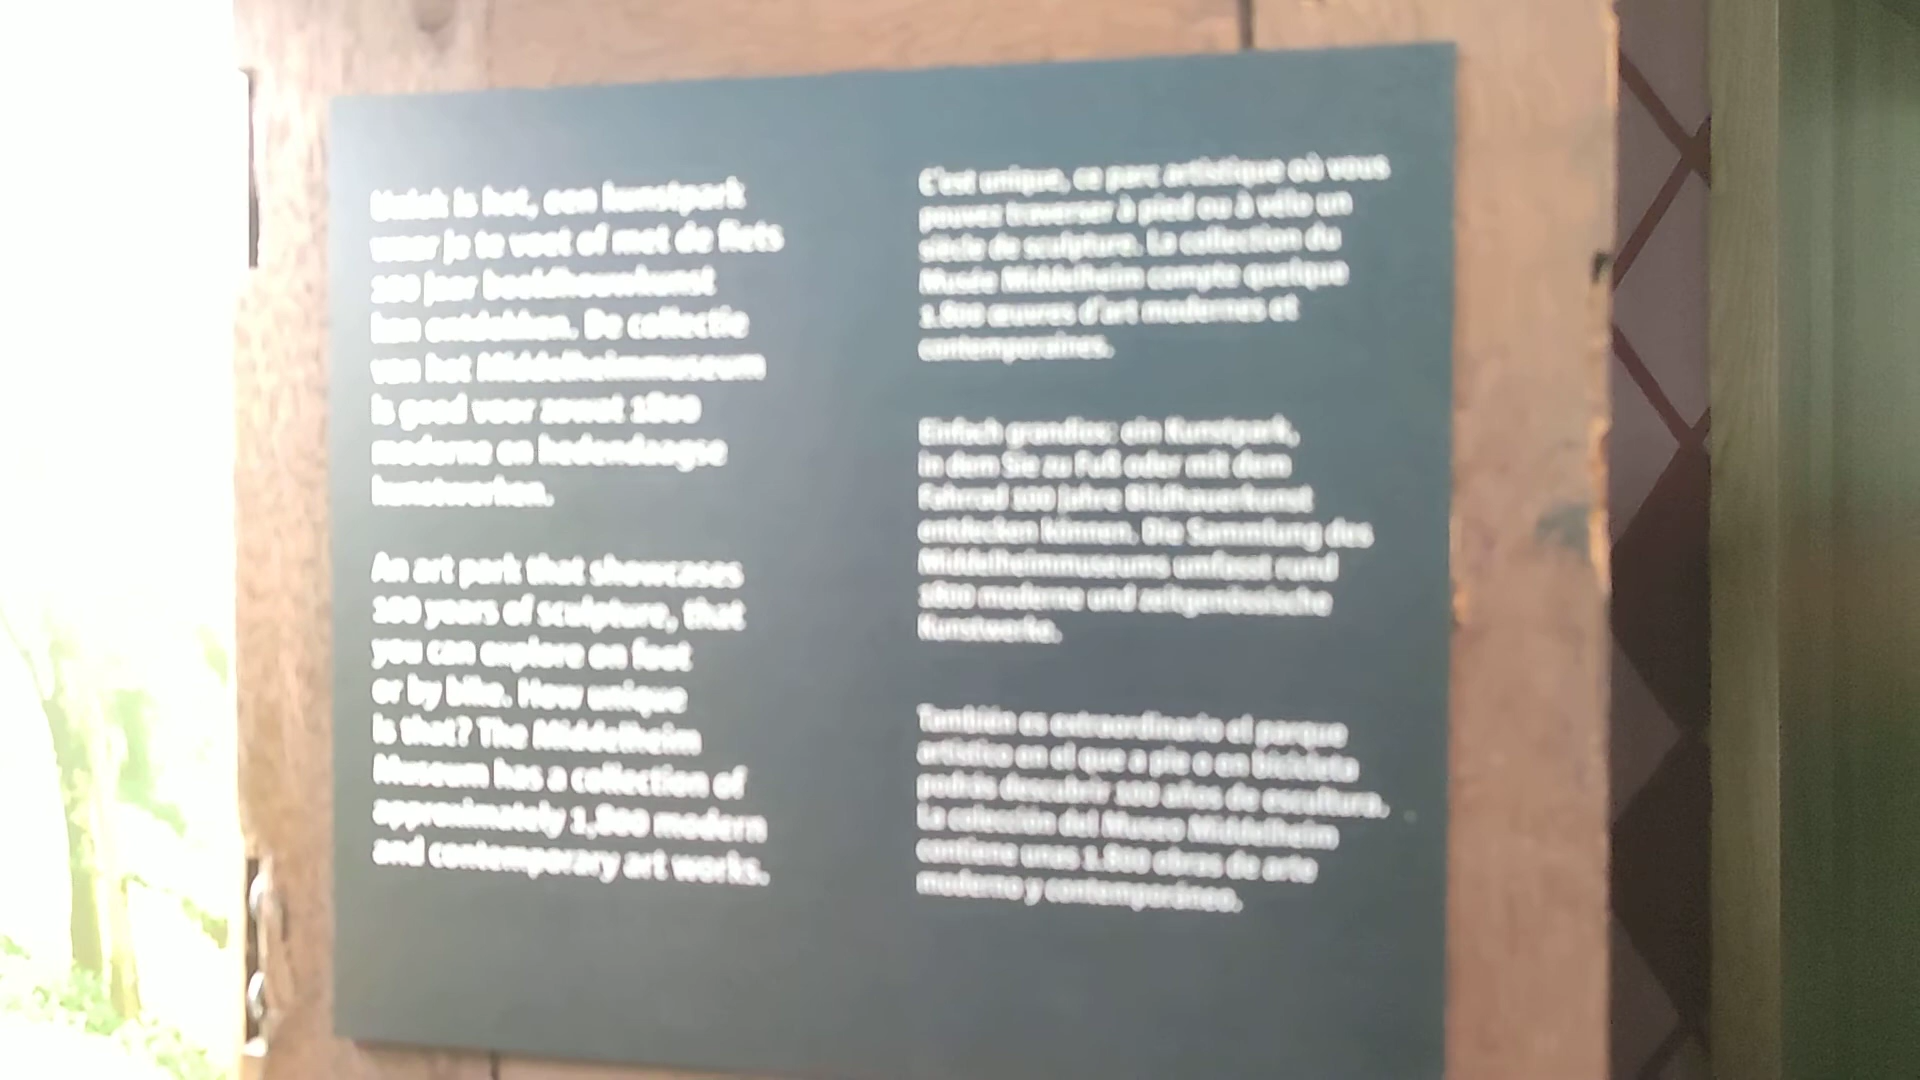 Uniek is het, een kunstpark
waar je te voet of met de fiets
100 jaar beeldhouwkunst
kan ontdekken. De collectie
van het Middelheimmuseum
is goed voor zowat 1800
moderne en hedendaagse
kunstwerken.
An art park that showcases
100 years of sculpture, that
you can explore on foot
or by bike. How unique
is that? The Middelheim
Museum has a collection of
approximately 1,800 modern
and contemporary art works.
C'est unique, ce parc artistique où vous
pouvez traverser à pied ou à vélo un
siècle de sculpture. La collection du
Musée Middelheim compte quelque
1.800 œuvres d'art modernes et
contemporaines.
Einfach grandios: ein Kunstpark,
in dem Sie zu Fuß oder mit dem
Fahrrad 100 Jahre Bildhauerkunst
entdecken können. Die Sammlung des
Middelheimmuseums umfasst rund
1800 moderne und zeitgenössische
Kunstwerke.
También es extraordinario el parque
artístico en el que a pie o en bicicleta
podrás descubrir 100 años de escultura.
La colección del Museo Middelheim
contiene unas 1.800 obras de arte
moderno y contemporáneo.